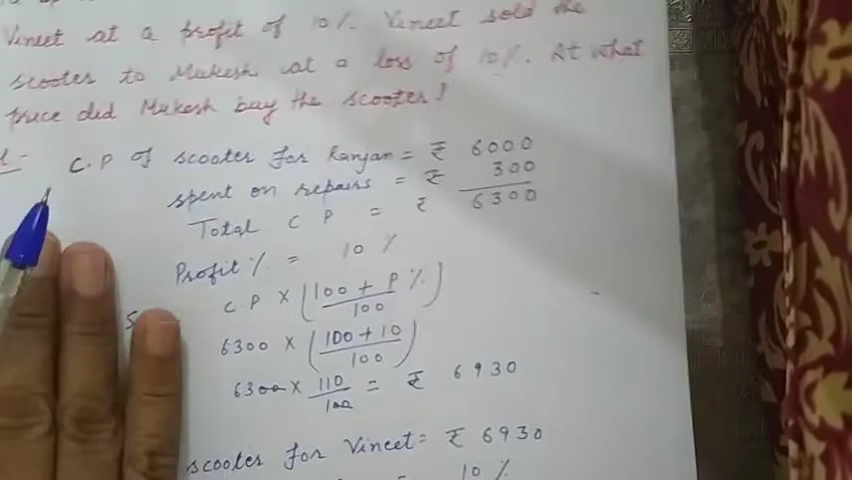 Vineet at a profit of 10%. Vineet sold the
scooter to Mukesh at a loss of 10%. At what
price did Mukesh buy the scooter?
C.P of scooter for Ranjan = ₹ 6000
spent on repairs = ₹ 300
Total C P = ₹ 6300
Profit % = 10 %
S
C.P × (100 + P % / 100)
6300 × (100 + 10 / 100)
6300 × 110 / 100 = ₹ 6930
scooter for Vineet = ₹ 6930
10 %